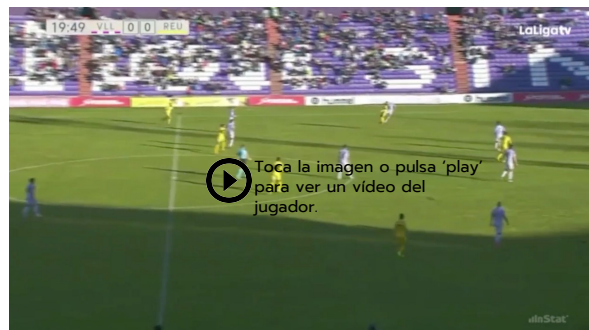 19:49 VLL 0 0 REU
LaLigatv
Toca la imagen o pulsa ‘play’
para ver un vídeo del
jugador.
InStat